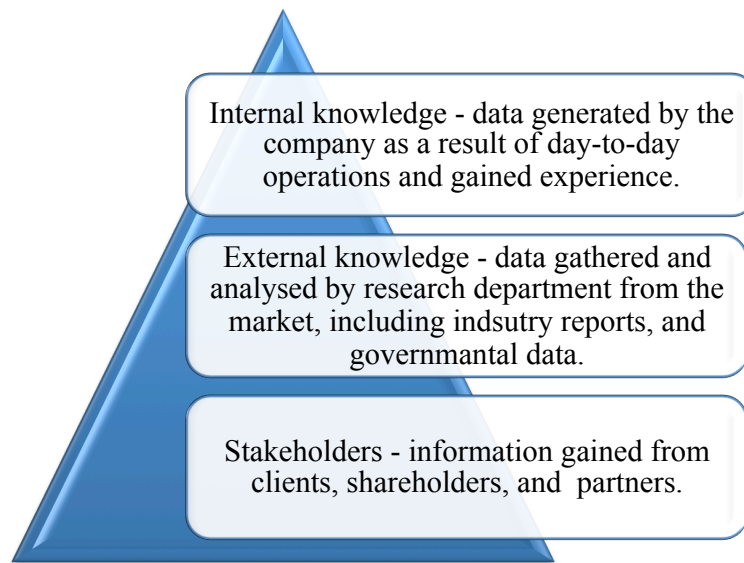 Internal knowledge - data generated by the
company as a result of day-to-day
operations and gained experience.
External knowledge - data gathered and
analysed by research department from the
market, including indsutry reports, and
governmantal data.
Stakeholders - information gained from
clients, shareholders, and  partners.